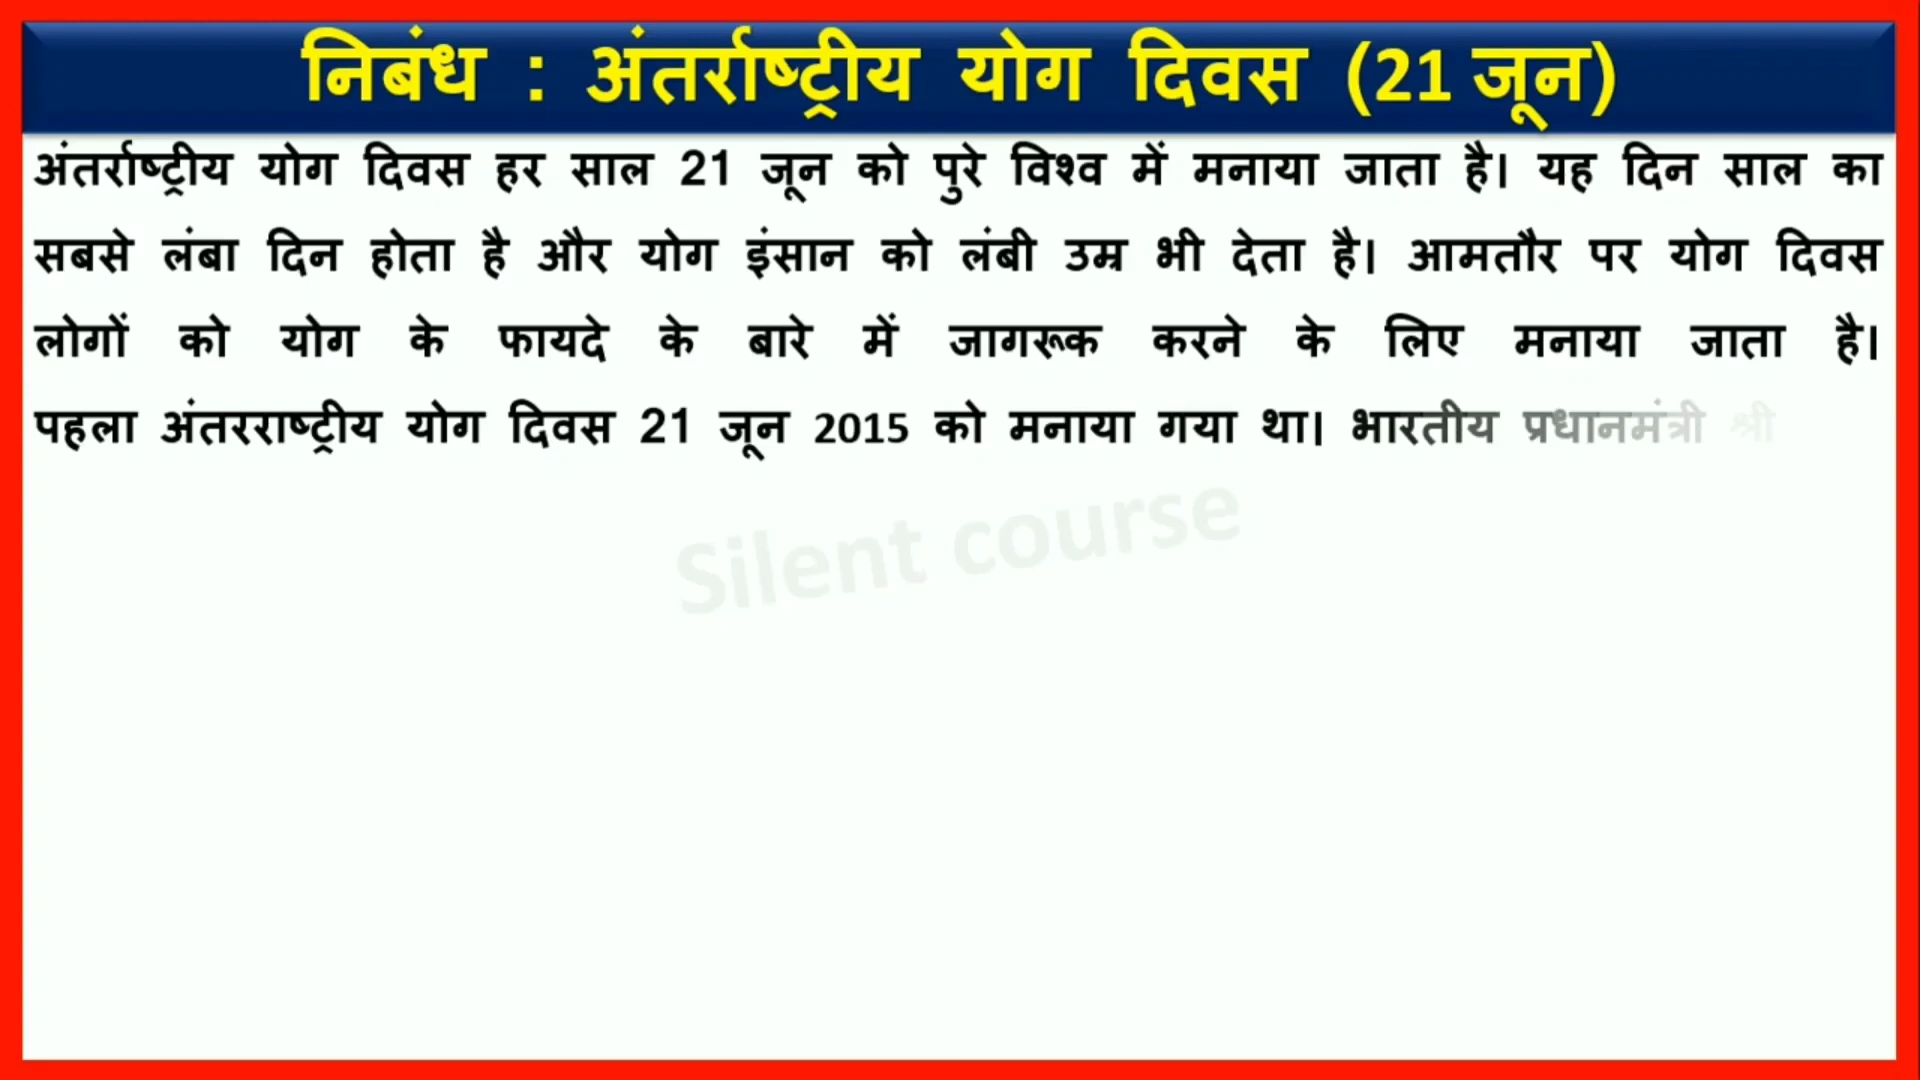 निबंध : अंतर्राष्ट्रीय योग दिवस (21 जून)
अंतर्राष्ट्रीय योग दिवस हर साल 21 जून को पुरे विश्व में मनाया जाता है। यह दिन साल का
सबसे लंबा दिन होता है और योग इंसान को लंबी उम्र भी देता है। आमतौर पर योग दिवस
लोगों को योग के फायदे के बारे में जागरूक करने के लिए मनाया जाता है।
पहला अंतरराष्ट्रीय योग दिवस 21 जून 2015 को मनाया गया था। भारतीय प्रधानमंत्री श्री
Silent course